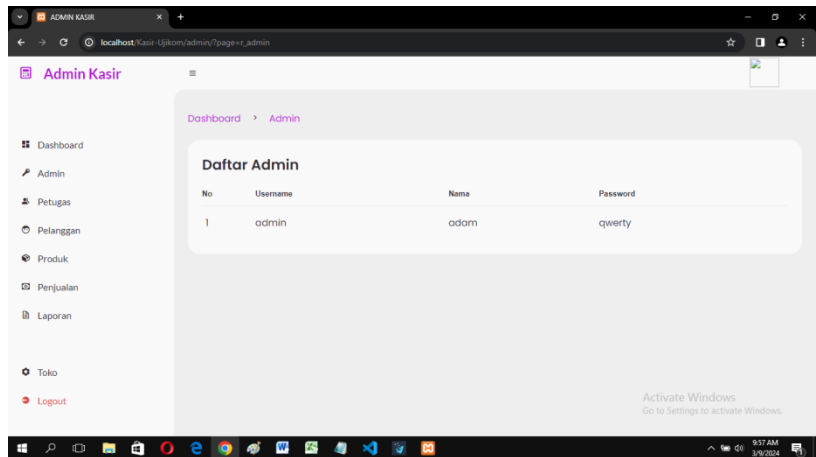 ADMIN KASIR
localhost/Kasir-Ujikom/admin/?page=r_admin
Admin Kasir
Dashboard > Admin
Dashboard
Admin
Petugas
Pelanggan
Produk
Penjualan
Laporan
Toko
Logout
Daftar Admin
No Username Nama Password
1 admin adam qwerty
Activate Windows
Go to Settings to activate Windows.
9:57 AM
3/9/2024